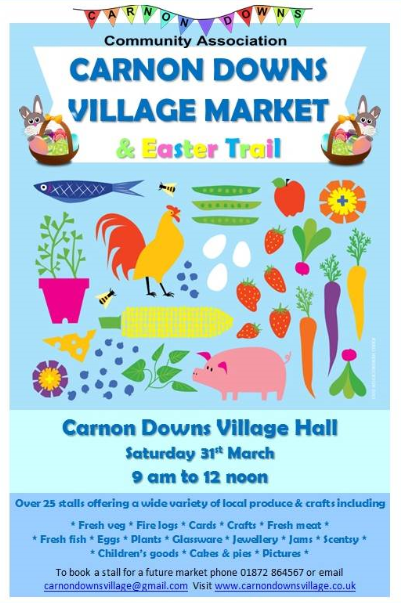 CARNON DOWNS
Community Association
CARNON DOWNS
VILLAGE MARKET
& Easter Trail
Carnon Downs Village Hall
Saturday 31st March
9 am to 12 noon
Over 25 stalls offering a wide variety of local produce & crafts including
* Fresh veg * Fire logs * Cards * Crafts * Fresh meat *
* Fresh fish * Eggs * Plants * Glassware * Jewellery * Jams * Scentsy *
* Children's goods * Cakes & pies * Pictures *
To book a stall for a future market phone 01872 864567 or email
carnondownsvillage@gmail.com Visit www.carnondownsvillage.co.uk